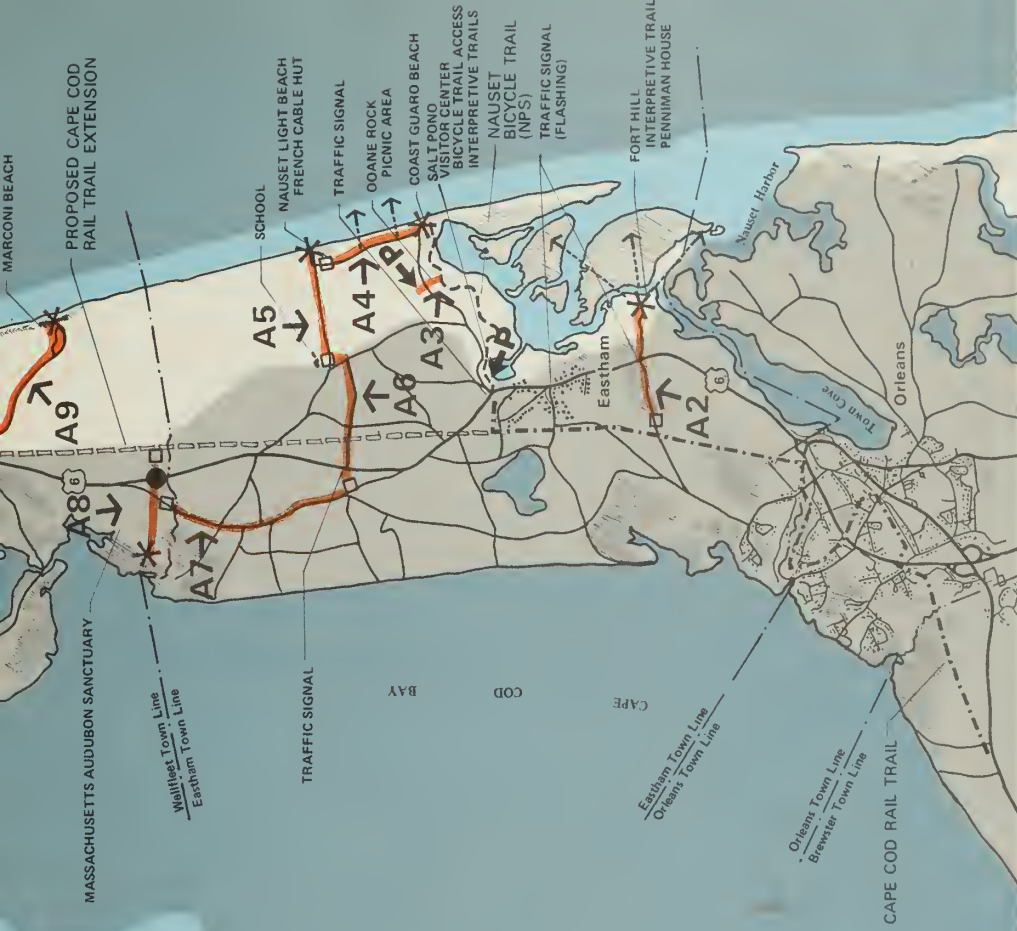 MARCONI BEACH
PROPOSED CAPE COD
RAIL TRAIL EXTENSION
SCHOOL
NAUSET LIGHT BEACH
FRENCH CABLE HUT
TRAFFIC SIGNAL
DOANE ROCK
PICNIC AREA
COAST GUARD BEACH
SALT POND
VISITOR CENTER
BICYCLE TRAIL ACCESS
INTERPRETIVE TRAILS
NAUSET
BICYCLE TRAIL
(NPS)
TRAFFIC SIGNAL
(FLASHING)
FORT HILL
INTERPRETIVE TRAIL
PENNIMAN HOUSE
A9
A5
A4
P
A3
A6
P
Nauset Harbor
Eastham
A2
6
Town Cove
Orleans
6
A8
A7
MASSACHUSETTS AUDUBON SANCTUARY
Wellfleet Town Line
Eastham Town Line
TRAFFIC SIGNAL
CAPE
COD
BAY
Eastham Town Line
Orleans Town Line
Orleans Town Line
Brewster Town Line
CAPE COD RAIL TRAIL